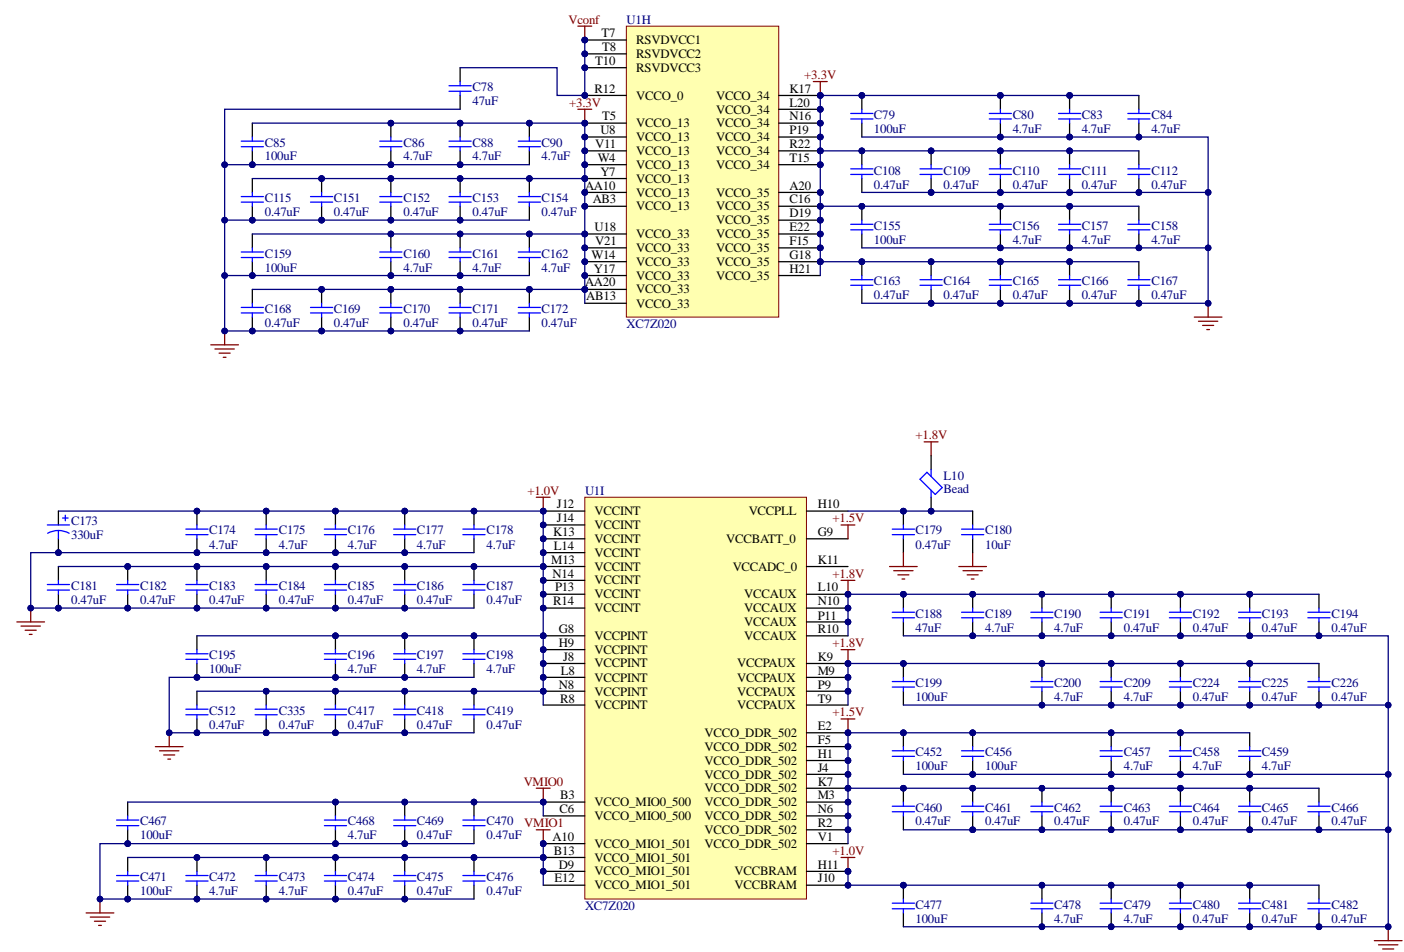 Vconf
U1H
T7 RSVDVCC1
T8 RSVDVCC2
T10 RSVDVCC3
C78
47uF
+3.3V
R12 VCCO_0 VCCO_34 K17
+3.3V
VCCO_34 L20
T5 VCCO_13 VCCO_34 N16
U8 VCCO_13 VCCO_34 P19
V11 VCCO_13 VCCO_34 R22
W4 VCCO_13 VCCO_34 T15
Y7 VCCO_13
AA10 VCCO_13 VCCO_35 A20
AB3 VCCO_13 VCCO_35 C16
VCCO_35 D19
U18 VCCO_33 VCCO_35 E22
V21 VCCO_33 VCCO_35 F15
W14 VCCO_33 VCCO_35 G18
Y17 VCCO_33 VCCO_35 H21
AA20 VCCO_33
AB13 VCCO_33
XC7Z020
C85 C86 C88 C90
100uF 4.7uF 4.7uF 4.7uF
C115 C151 C152 C153 C154
0.47uF 0.47uF 0.47uF 0.47uF 0.47uF
C159 C160 C161 C162
100uF 4.7uF 4.7uF 4.7uF
C168 C169 C170 C171 C172
0.47uF 0.47uF 0.47uF 0.47uF 0.47uF
C79 C80 C83 C84
100uF 4.7uF 4.7uF 4.7uF
C108 C109 C110 C111 C112
0.47uF 0.47uF 0.47uF 0.47uF 0.47uF
C155 C156 C157 C158
100uF 4.7uF 4.7uF 4.7uF
C163 C164 C165 C166 C167
0.47uF 0.47uF 0.47uF 0.47uF 0.47uF
+1.8V
L10
Bead
+1.0V
U1I
J12 VCCINT VCCPLL H10
J14 VCCINT
+1.5V
K13 VCCINT VCCBATT_0 G9
L14 VCCINT
M13 VCCINT VCCADC_0 K11
N14 VCCINT
+1.8V
P13 VCCINT VCCAUX L10
R14 VCCINT VCCAUX N10
VCCAUX P11
G8 VCCPINT VCCAUX R10
H9 VCCPINT
+1.8V
J8 VCCPINT VCCPAUX K9
L8 VCCPINT VCCPAUX M9
N8 VCCPINT VCCPAUX P9
R8 VCCPINT VCCPAUX T9
+1.5V
VCCO_DDR_502 E2
VCCO_DDR_502 F5
VCCO_DDR_502 H1
VCCO_DDR_502 J4
VMIO0
VCCO_DDR_502 K7
B3 VCCO_MIO0_500 VCCO_DDR_502 M3
C6 VCCO_MIO0_500 VCCO_DDR_502 N6
VMIO1
VCCO_DDR_502 R2
A10 VCCO_MIO1_501 VCCO_DDR_502 V1
B13 VCCO_MIO1_501
+1.0V
D9 VCCO_MIO1_501 VCCBRAM H11
E12 VCCO_MIO1_501 VCCBRAM J10
XC7Z020
+ C173 C174 C175 C176 C177 C178
330uF 4.7uF 4.7uF 4.7uF 4.7uF 4.7uF
C181 C182 C183 C184 C185 C186 C187
0.47uF 0.47uF 0.47uF 0.47uF 0.47uF 0.47uF 0.47uF
C195 C196 C197 C198
100uF 4.7uF 4.7uF 4.7uF
C512 C335 C417 C418 C419
0.47uF 0.47uF 0.47uF 0.47uF 0.47uF
C467 C468 C469 C470
100uF 4.7uF 0.47uF 0.47uF
C471 C472 C473 C474 C475 C476
100uF 4.7uF 4.7uF 0.47uF 0.47uF 0.47uF
C179 C180
0.47uF 10uF
C188 C189 C190 C191 C192 C193 C194
47uF 4.7uF 4.7uF 0.47uF 0.47uF 0.47uF 0.47uF
C199 C200 C209 C224 C225 C226
100uF 4.7uF 4.7uF 0.47uF 0.47uF 0.47uF
C452 C456 C457 C458 C459
100uF 100uF 4.7uF 4.7uF 4.7uF
C460 C461 C462 C463 C464 C465 C466
0.47uF 0.47uF 0.47uF 0.47uF 0.47uF 0.47uF 0.47uF
C477 C478 C479 C480 C481 C482
100uF 4.7uF 4.7uF 0.47uF 0.47uF 0.47uF